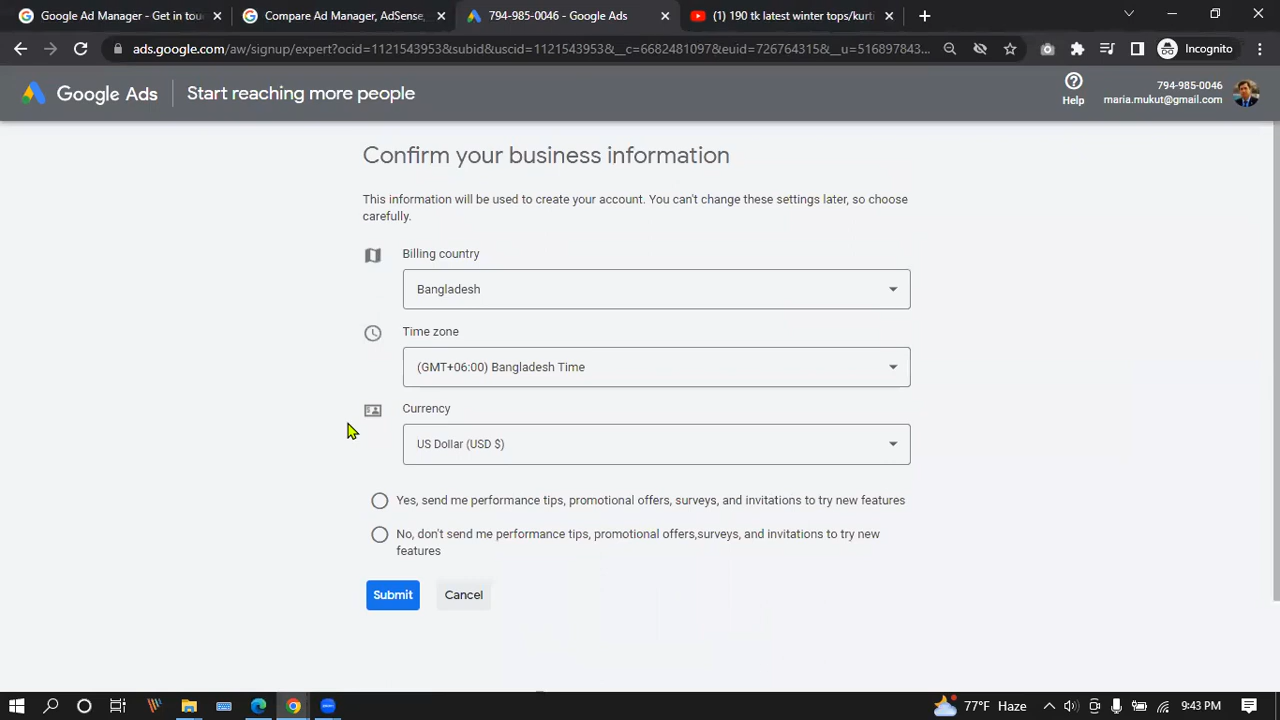 Google Ad Manager - Get in tou
Compare Ad Manager, AdSense,
794-985-0046 - Google Ads
(1) 190 tk latest winter tops/kurti
ads.google.com/aw/signup/expert?ocid=1121543953&subid&uscid=1121543953&__c=6682481097&euid=7267643​15&__u=516897843...
Incognito
Google Ads
Start reaching more people
Help
794-985-0046
maria.mukut@gmail.com
Confirm your business information
This information will be used to create your account. You can't change these settings later, so choose
carefully.
Billing country
Bangladesh
Time zone
(GMT+06:00) Bangladesh Time
Currency
US Dollar (USD $)
Yes, send me performance tips, promotional offers, surveys, and invitations to try new features
No, don't send me performance tips, promotional offers,surveys, and invitations to try new
features
Submit
Cancel
77°F Haze
9:43 PM